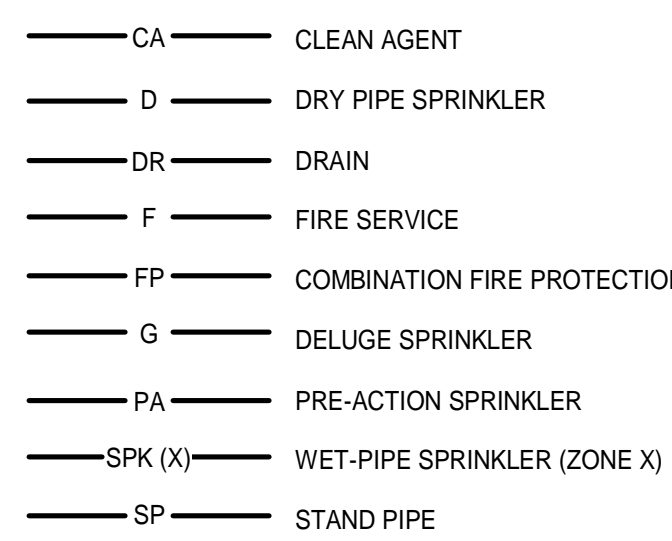 CA CLEAN AGENT
D DRY PIPE SPRINKLER
DR DRAIN
F FIRE SERVICE
FP COMBINATION FIRE PROTECTIO
G DELUGE SPRINKLER
PA PRE-ACTION SPRINKLER
SPK (X) WET-PIPE SPRINKLER (ZONE X)
SP STAND PIPE